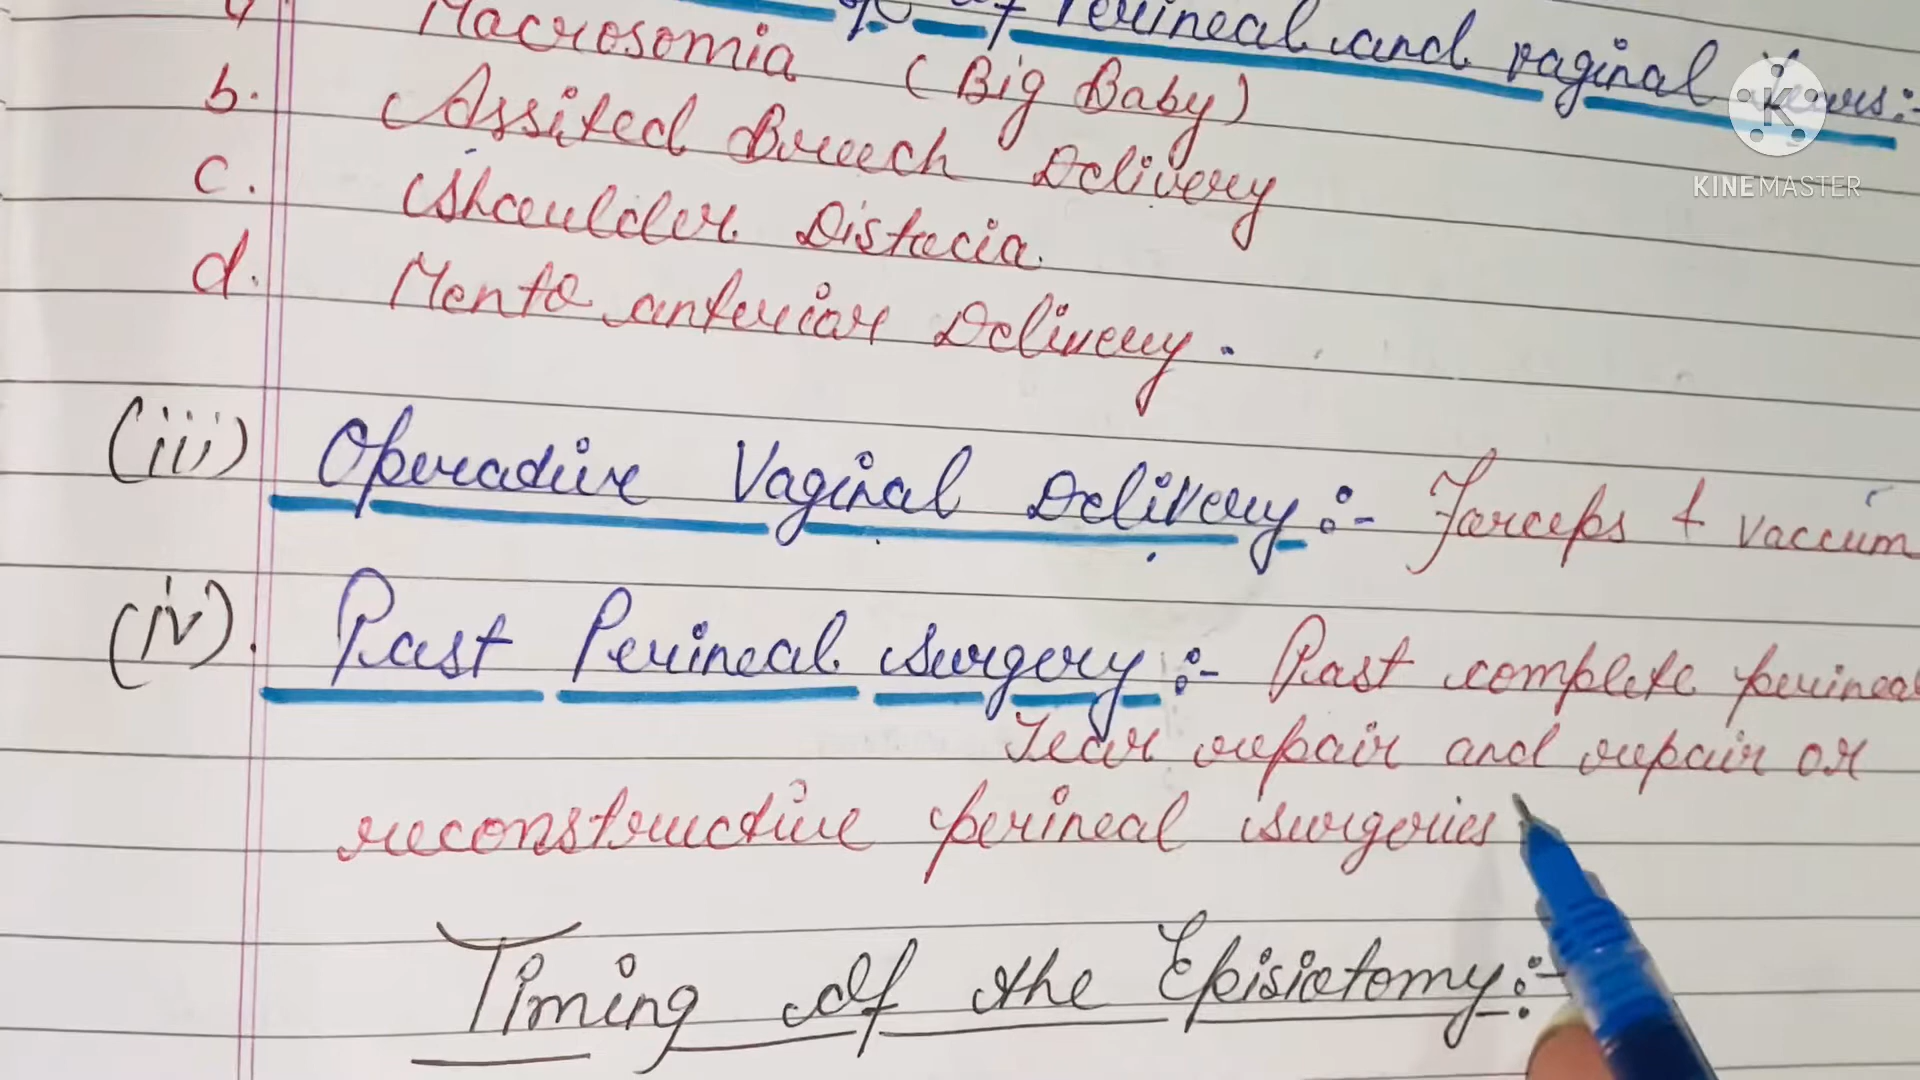 Perineal and vaginal
Macrosomia (Big Baby)
b. Assited Breech Delivery
c. Shoulder Distocia.
d. Mento anterior Delivery.
(iii) Operative Vaginal Delivery :- Forceps + vaccum
(iv). Past Perineal surgery :- Past complete perineal
Tear repair and repair or
reconstructive perineal surgeries
Timing of the Episiotomy :-
K
KINEMASTER